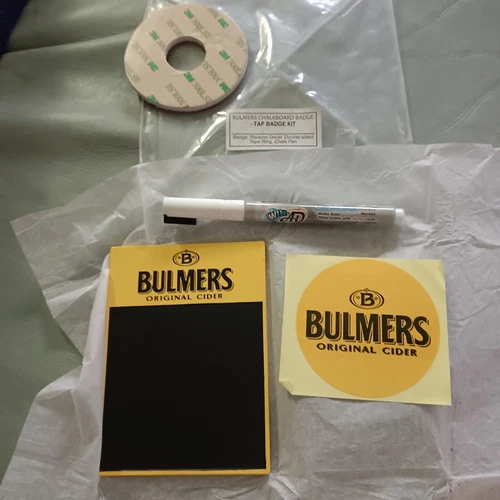 BULMERS CHALKBOARD BADGE
- TAP BADGE KIT
Badge, Reverse Decal, Double-sided
Tape Ring, Chalk Pen
B
BULMERS
ORIGINAL CIDER
B
BULMERS
ORIGINAL CIDER